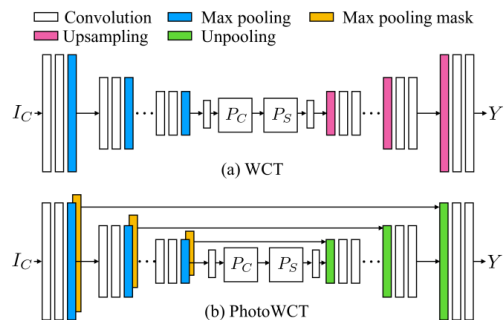 Convolution Max pooling Max pooling mask
Upsampling Unpooling
I_C ... P_C P_S ... Y
(a) WCT
I_C ... P_C P_S ... Y
(b) PhotoWCT